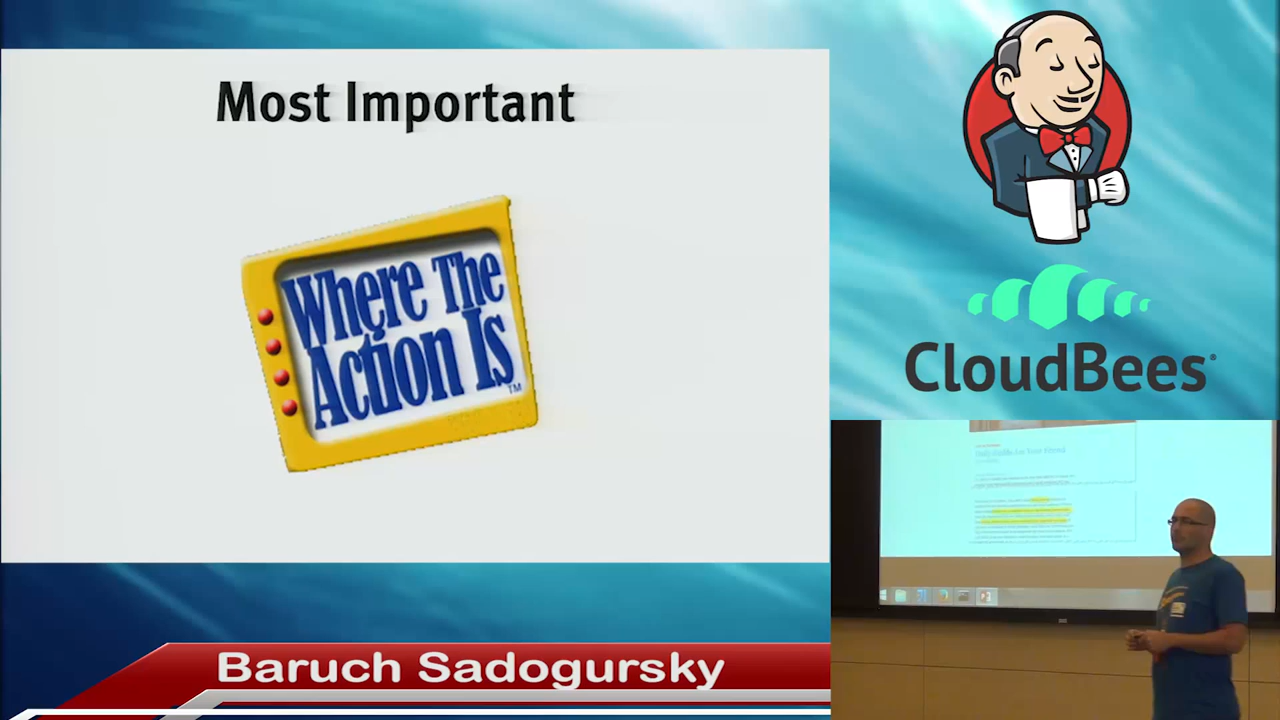 Most Important
Where The
Action Is
TM
CloudBees
Baruch Sadogursky